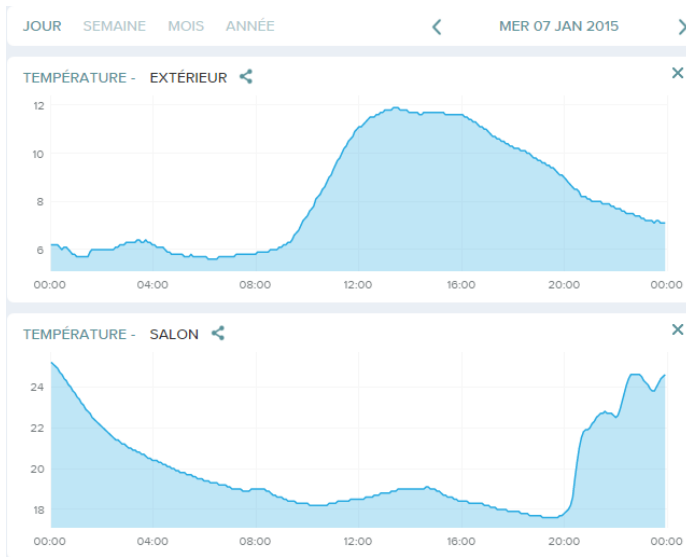 JOUR SEMAINE MOIS ANNÉE MER 07 JAN 2015
TEMPÉRATURE - EXTÉRIEUR
12
10
8
6
00:00 04:00 08:00 12:00 16:00 20:00 00:00
TEMPÉRATURE - SALON
24
22
20
18
00:00 04:00 08:00 12:00 16:00 20:00 00:00